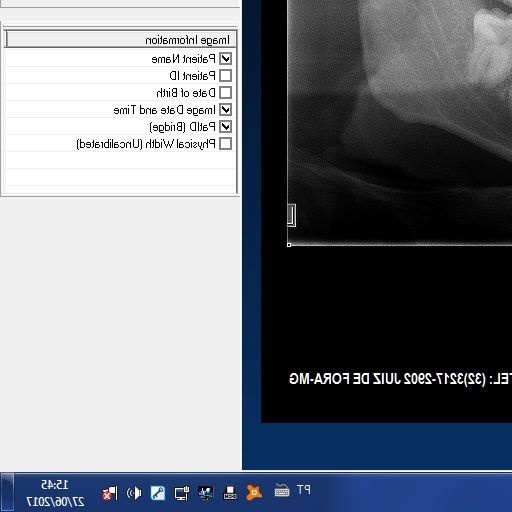 Image Information
Patient Name
Patient ID
Date of Birth
Image Date and Time
PatID (Bridge)
Physical Width (Uncalibrated)
TEL: (32)3217-2902 JUIZ DE FORA-MG
PT
15:45
27/06/2017